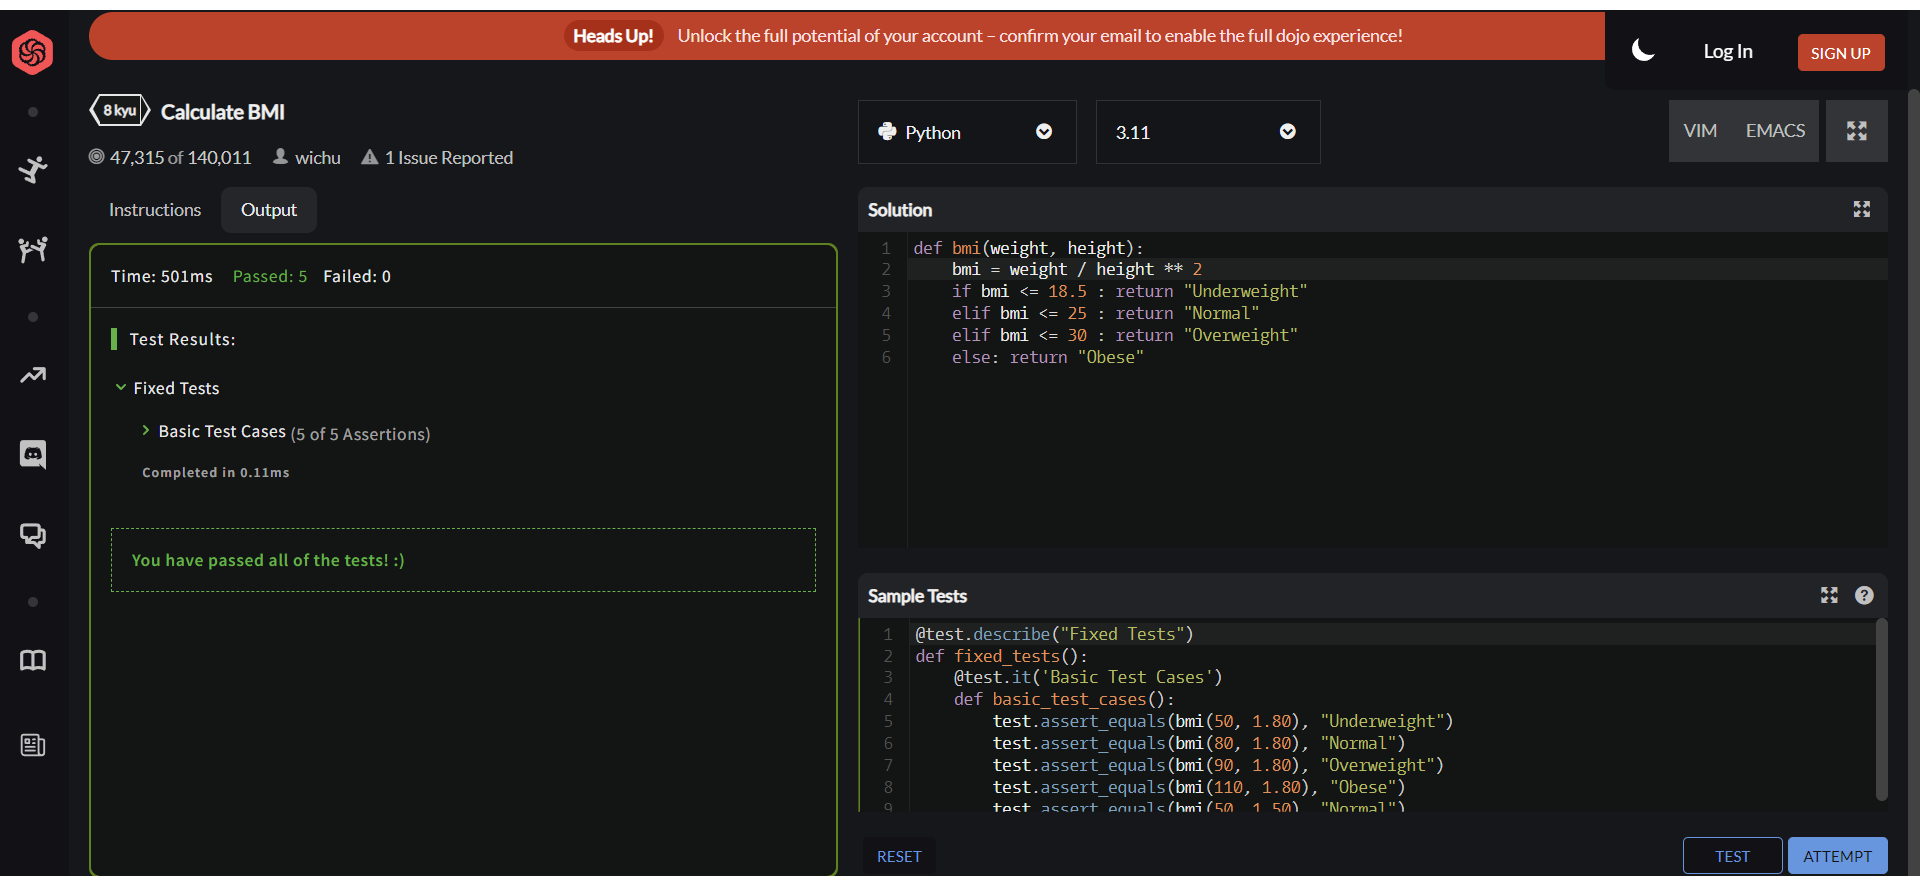 Heads Up! Unlock the full potential of your account – confirm your email to enable the full dojo experience!
Log In
SIGN UP
8 kyu Calculate BMI
47,315 of 140,011 wichu 1 Issue Reported
Python
3.11
VIM EMACS
Instructions Output
Time: 501ms Passed: 5 Failed: 0
Test Results:
Fixed Tests
Basic Test Cases (5 of 5 Assertions)
Completed in 0.11ms
You have passed all of the tests! :)
Solution
1 def bmi(weight, height):
2     bmi = weight / height ** 2
3     if bmi <= 18.5 : return "Underweight"
4     elif bmi <= 25 : return "Normal"
5     elif bmi <= 30 : return "Overweight"
6     else: return "Obese"
Sample Tests
1 @test.describe("Fixed Tests")
2 def fixed_tests():
3     @test.it('Basic Test Cases')
4     def basic_test_cases():
5         test.assert_equals(bmi(50, 1.80), "Underweight")
6         test.assert_equals(bmi(80, 1.80), "Normal")
7         test.assert_equals(bmi(90, 1.80), "Overweight")
8         test.assert_equals(bmi(110, 1.80), "Obese")
9         test.assert_equals(bmi(50, 1.50), "Normal")
RESET
TEST
ATTEMPT